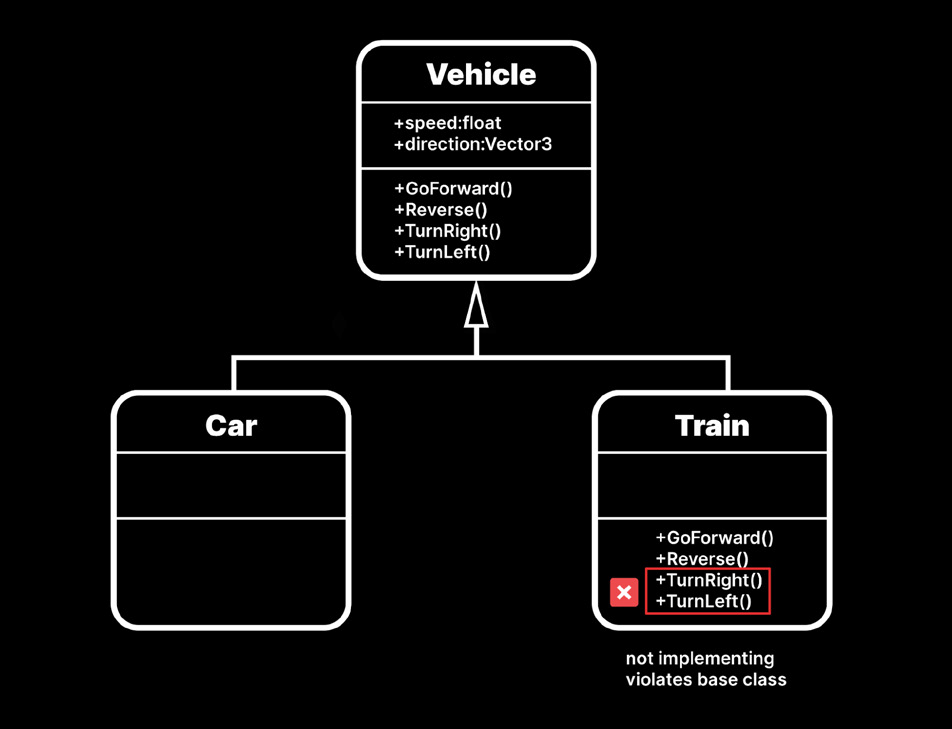 Vehicle
+speed:float
+direction:Vector3
+GoForward()
+Reverse()
+TurnRight()
+TurnLeft()
Car
Train
+GoForward()
+Reverse()
+TurnRight()
+TurnLeft()
not implementing
violates base class